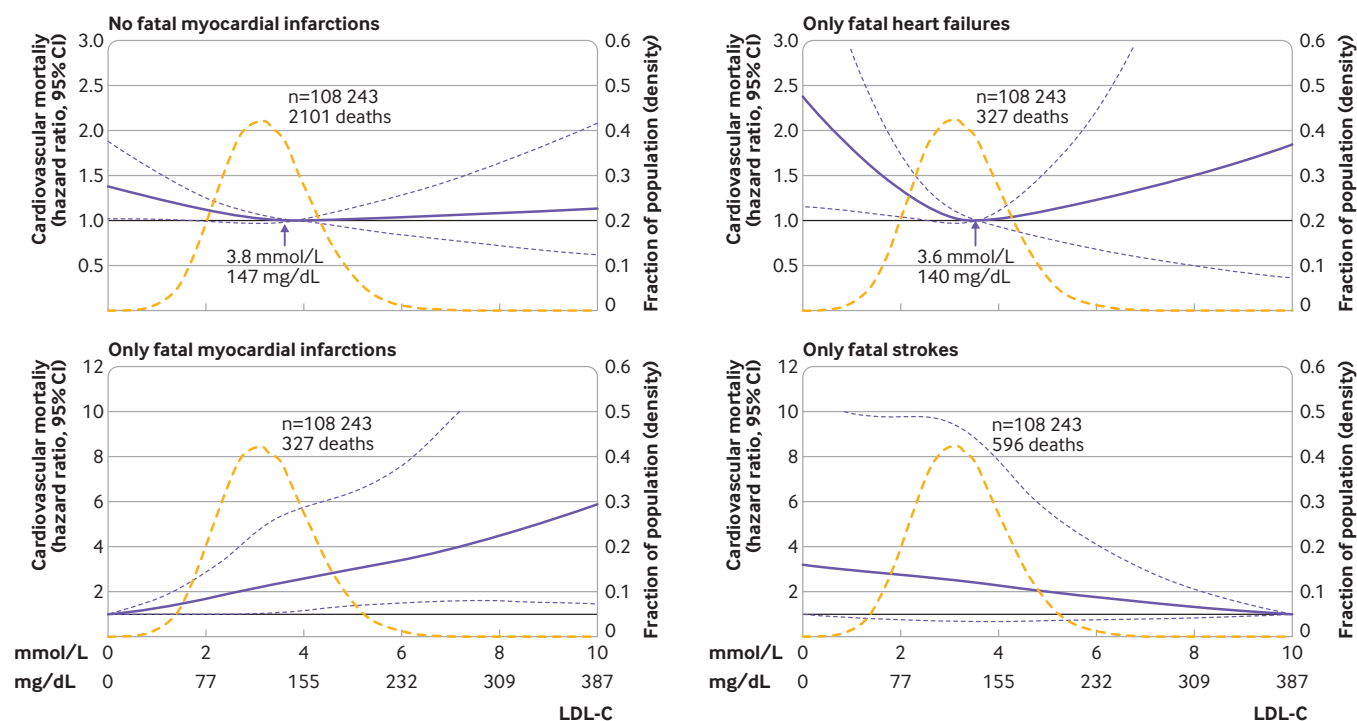 No fatal myocardial infarctions
Cardiovascular mortaliy
(hazard ratio, 95% CI)
3.0
2.5
2.0
1.5
1.0
0.5
n=108 243
2101 deaths
3.8 mmol/L
147 mg/dL
0.6
0.5
0.4
0.3
0.2
0.1
0
Fraction of population (density)
Only fatal heart failures
Cardiovascular mortaliy
(hazard ratio, 95% CI)
3.0
2.5
2.0
1.5
1.0
0.5
n=108 243
327 deaths
3.6 mmol/L
140 mg/dL
0.6
0.5
0.4
0.3
0.2
0.1
0
Fraction of population (density)
Only fatal myocardial infarctions
Cardiovascular mortaliy
(hazard ratio, 95% CI)
12
10
8
6
4
2
n=108 243
327 deaths
0.6
0.5
0.4
0.3
0.2
0.1
0
Fraction of population (density)
mmol/L 0 2 4 6 8 10
mg/dL 0 77 155 232 309 387
LDL-C
Only fatal strokes
Cardiovascular mortaliy
(hazard ratio, 95% CI)
12
10
8
6
4
2
n=108 243
596 deaths
0.6
0.5
0.4
0.3
0.2
0.1
0
Fraction of population (density)
mmol/L 0 2 4 6 8 10
mg/dL 0 77 155 232 309 387
LDL-C